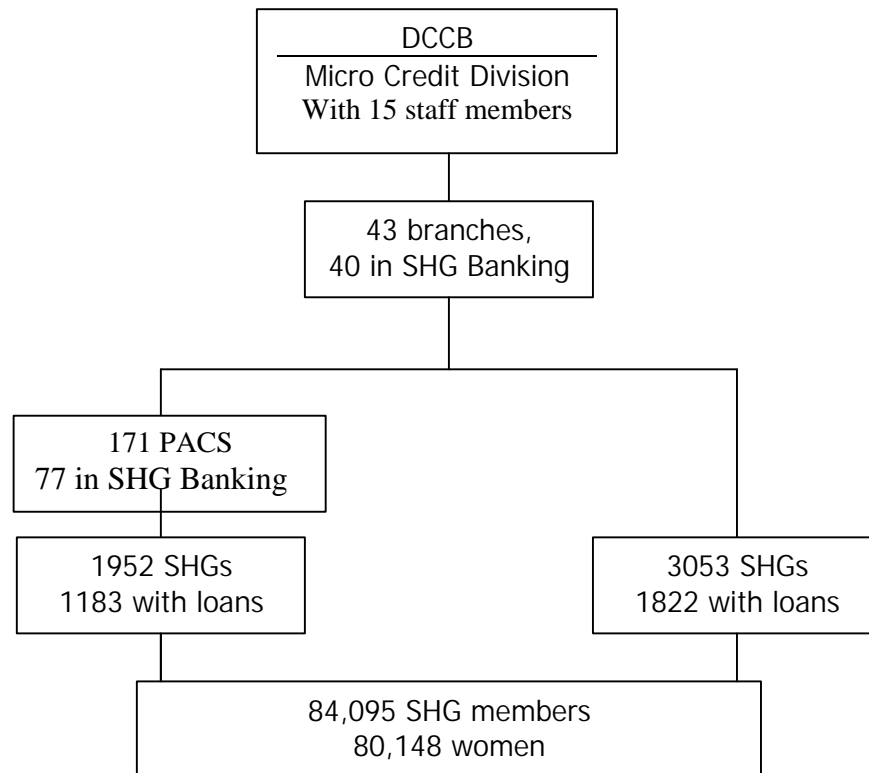 DCCB
Micro Credit Division
With 15 staff members
43 branches,
40 in SHG Banking
171 PACS
77 in SHG Banking
1952 SHGs
1183 with loans
3053 SHGs
1822 with loans
84,095 SHG members
80,148 women